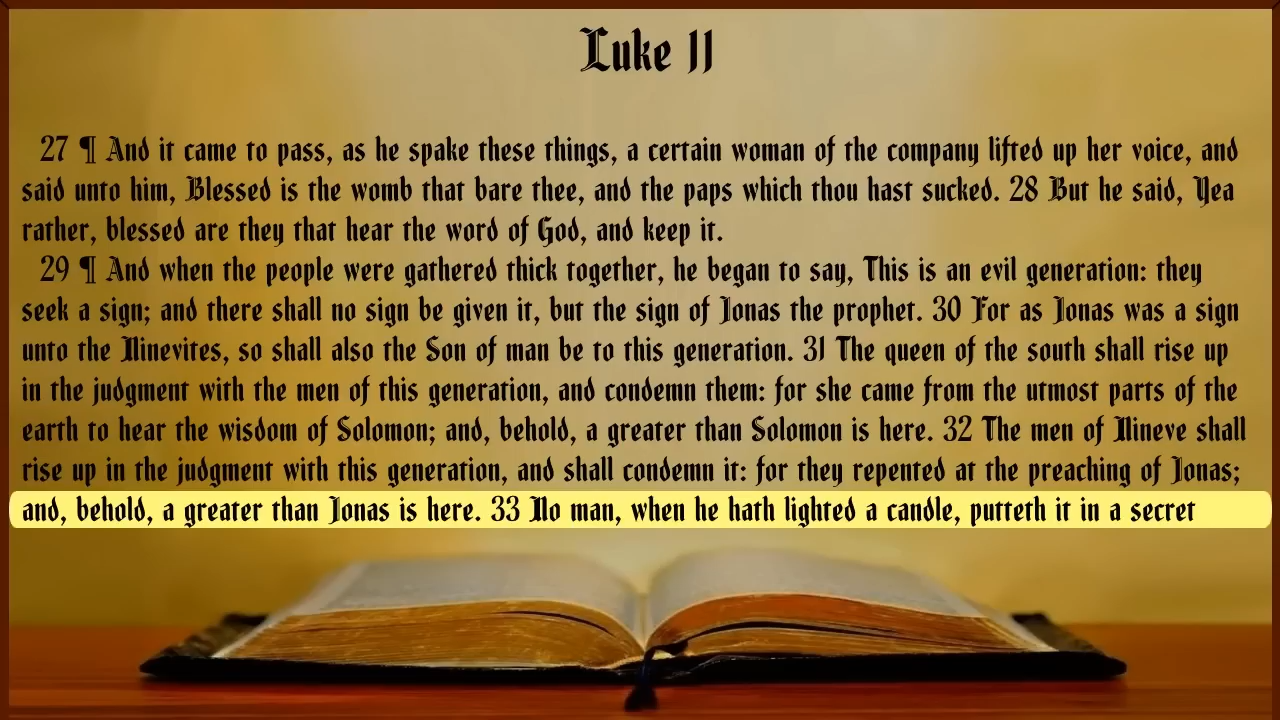 Luke 11
27 ¶ And it came to pass, as he spake these things, a certain woman of the company lifted up her voice, and
said unto him, Blessed is the womb that bare thee, and the paps which thou hast sucked. 28 But he said, Yea
rather, blessed are they that hear the word of God, and keep it.
29 ¶ And when the people were gathered thick together, he began to say, This is an evil generation: they
seek a sign; and there shall no sign be given it, but the sign of Jonas the prophet. 30 For as Jonas was a sign
unto the Ninevites, so shall also the Son of man be to this generation. 31 The queen of the south shall rise up
in the judgment with the men of this generation, and condemn them: for she came from the utmost parts of the
earth to hear the wisdom of Solomon; and, behold, a greater than Solomon is here. 32 The men of Nineve shall
rise up in the judgment with this generation, and shall condemn it: for they repented at the preaching of Jonas;
and, behold, a greater than Jonas is here. 33 No man, when he hath lighted a candle, putteth it in a secret